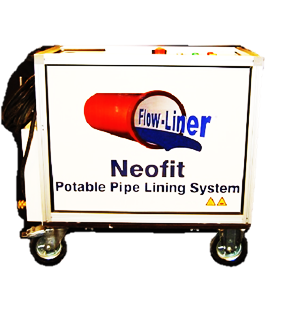 Flow-Liner
Neofit
Potable Pipe Lining System